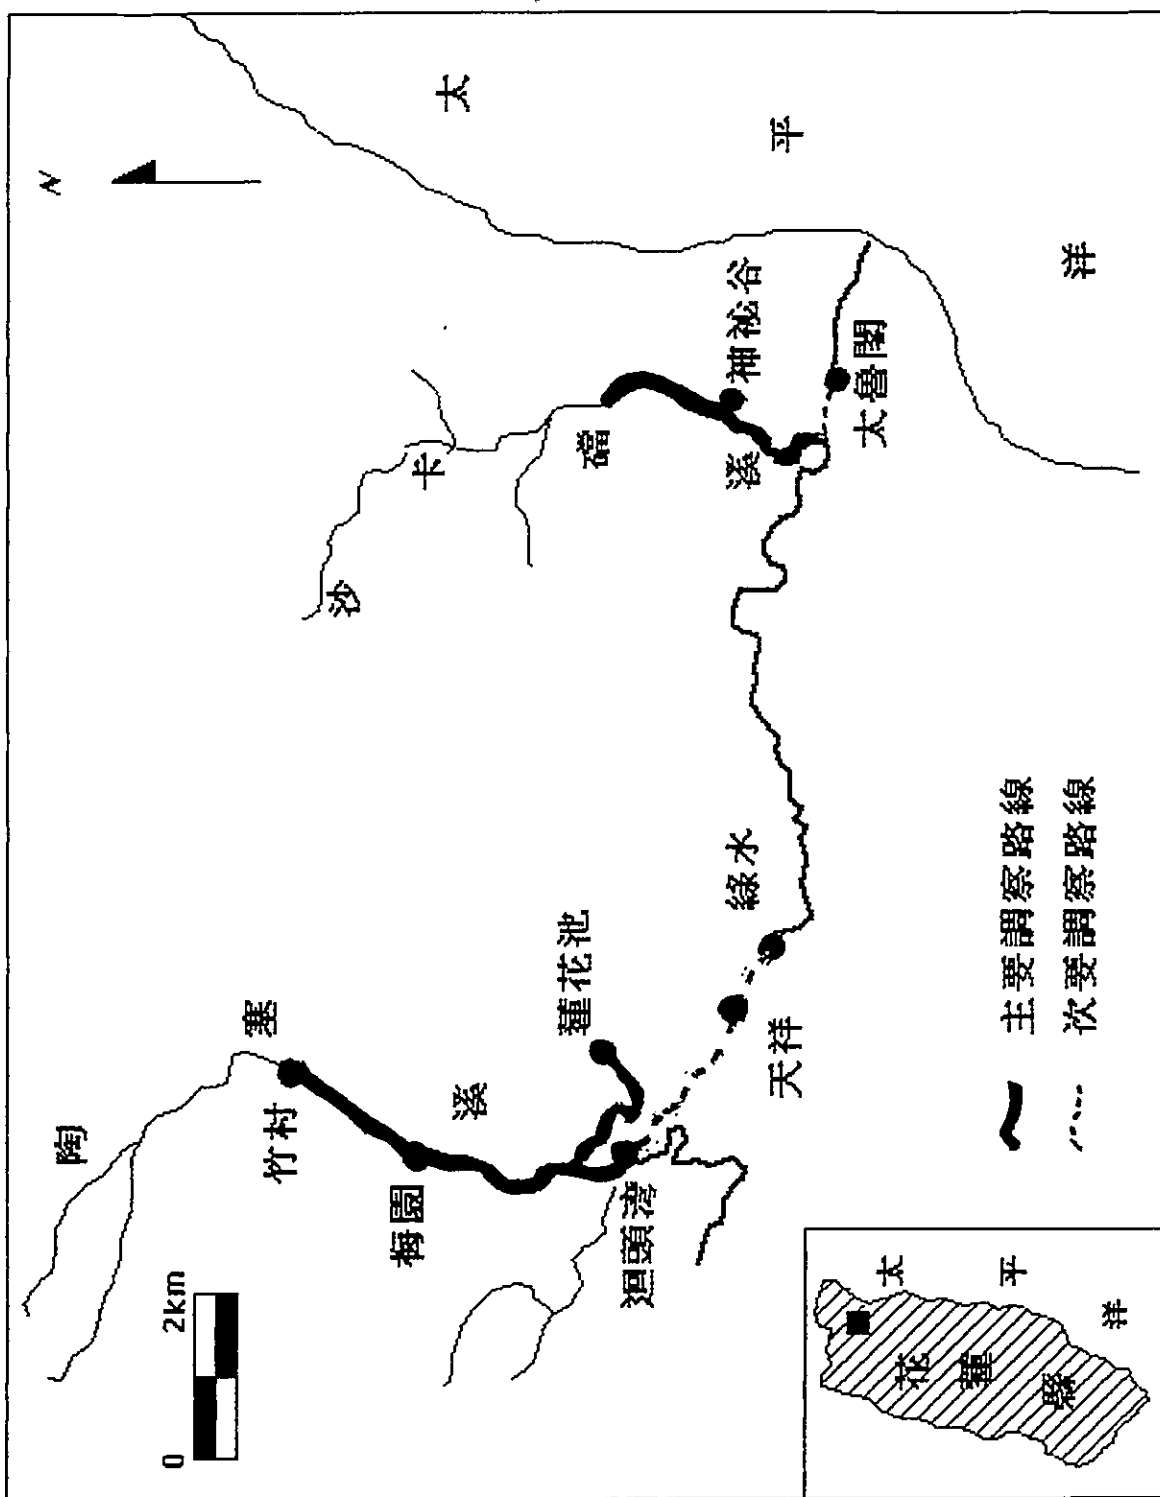 N
太平洋
陶塞溪
沙卡礑溪
竹村
梅園
蓮花池
迴頭灣
天祥
綠水
神祕谷
太魯閣
0 2km
主要調察路線
次要調察路線
花蓮縣
太平洋